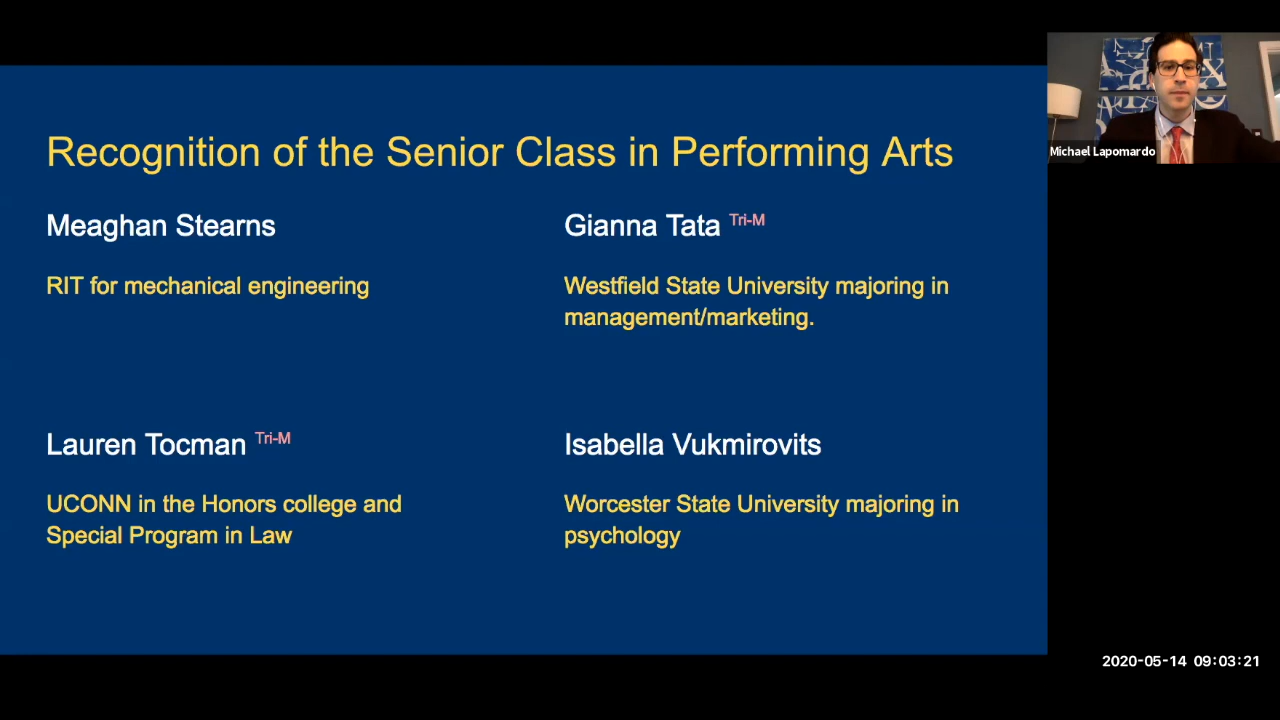 Recognition of the Senior Class in Performing Arts
Meaghan Stearns
RIT for mechanical engineering
Gianna Tata Tri-M
Westfield State University majoring in
management/marketing.
Lauren Tocman Tri-M
UCONN in the Honors college and
Special Program in Law
Isabella Vukmirovits
Worcester State University majoring in
psychology
Michael Lapomardo
2020-05-14 09:03:21